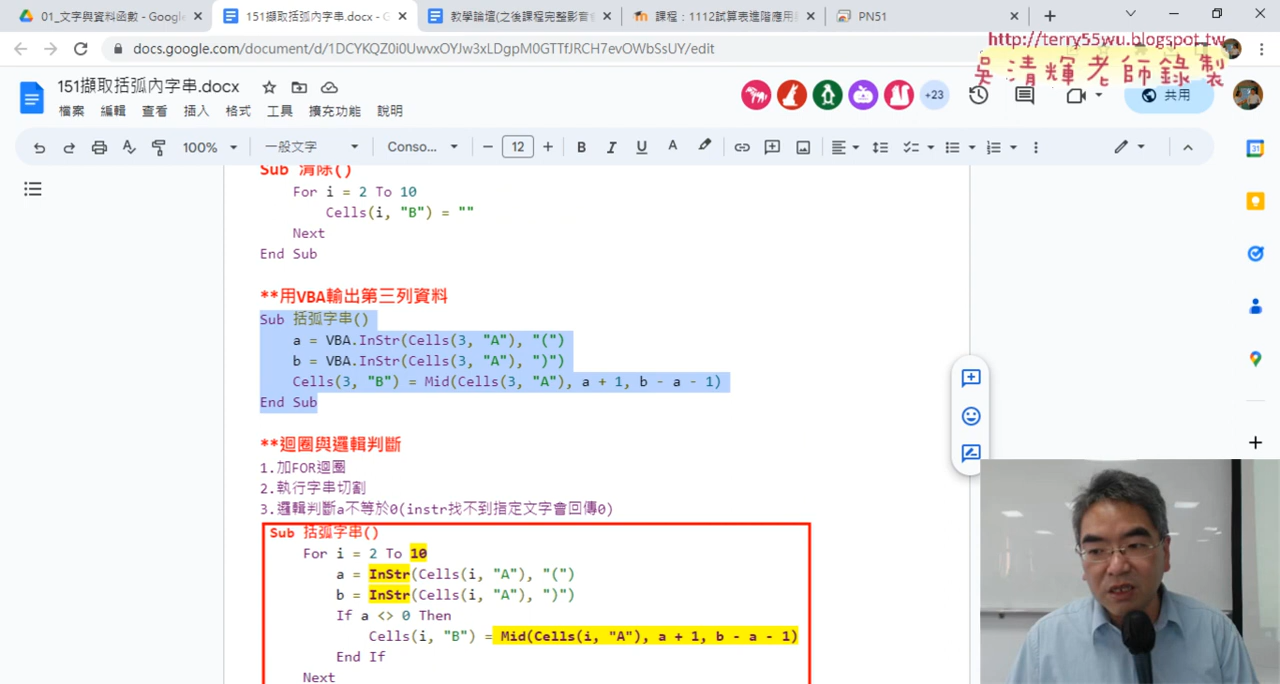 01_文字與資料函數 - Google
151擷取括弧內字串.docx - G
教學論壇(之後課程完整影音會
課程：1112試算表進階應用
PN51
docs.google.com/document/d/1DCYKQZ0i0UwvxOYJw3xLDgpM0GTTfJRCH7evOWbSsUY/edit
http://terry55wu.blogspot.tw
吳清輝老師錄製
151擷取括弧內字串.docx
檔案 編輯 查看 插入 格式 工具 擴充功能 說明
+23
共用
100% 一般文字 Conso... 12 B I U A
Sub 清除()
For i = 2 To 10
Cells(i, "B") = ""
Next
End Sub
**用VBA輸出第三列資料
Sub 括弧字串()
a = VBA.InStr(Cells(3, "A"), "(")
b = VBA.InStr(Cells(3, "A"), ")")
Cells(3, "B") = Mid(Cells(3, "A"), a + 1, b - a - 1)
End Sub
**迴圈與邏輯判斷
1.加FOR迴圈
2.執行字串切割
3.邏輯判斷a不等於0(instr找不到指定文字會回傳0)
Sub 括弧字串()
For i = 2 To 10
a = InStr(Cells(i, "A"), "(")
b = InStr(Cells(i, "A"), ")")
If a <> 0 Then
Cells(i, "B") = Mid(Cells(i, "A"), a + 1, b - a - 1)
End If
Next